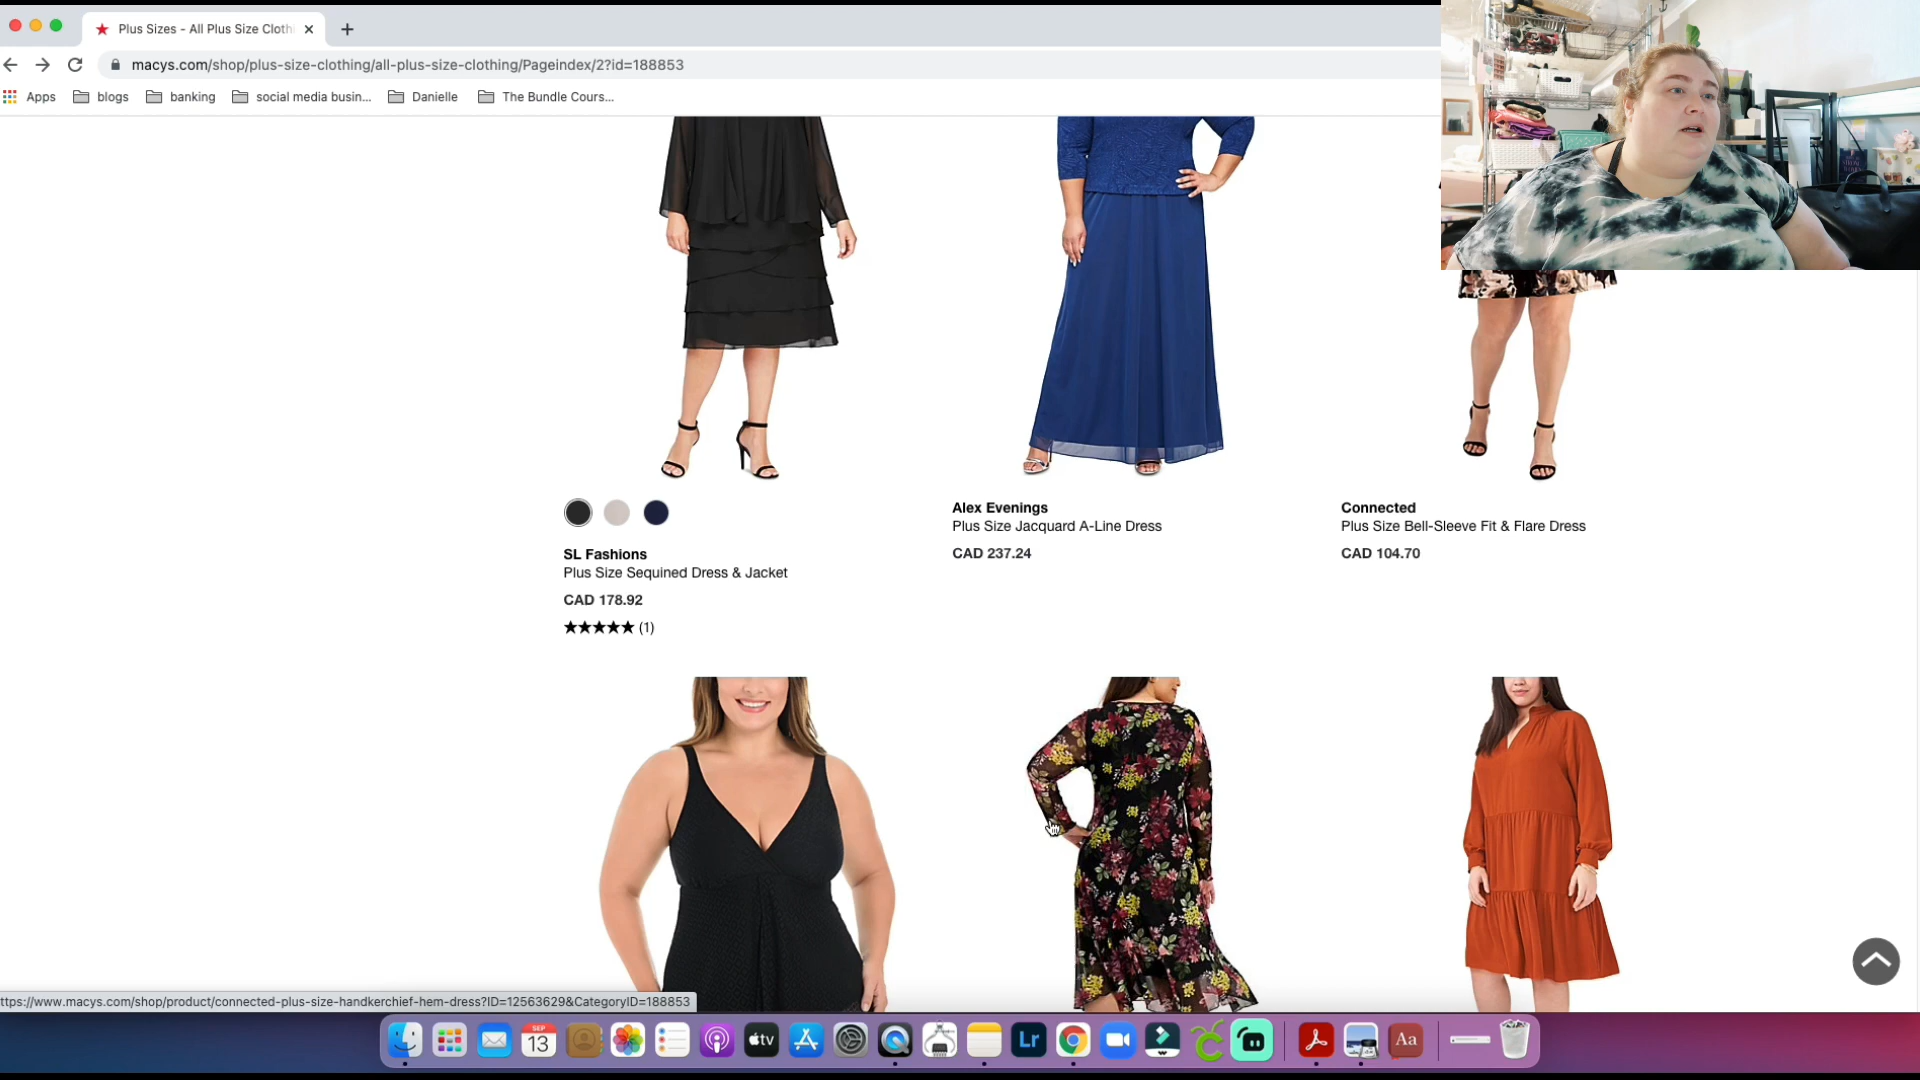 Plus Sizes - All Plus Size Cloth
macys.com/shop/plus-size-clothing/all-plus-size-clothing/Pageindex/2?id=188853
Apps blogs banking social media busin... Danielle The Bundle Cours...
Alex Evenings
Plus Size Jacquard A-Line Dress
CAD 237.24
Connected
Plus Size Bell-Sleeve Fit & Flare Dress
CAD 104.70
SL Fashions
Plus Size Sequined Dress & Jacket
CAD 178.92
(1)
ttps://www.macys.com/shop/product/connected-plus-size-handkerchief-hem-dress?ID=12563629&CategoryID=188853
SEP
13
tv
Lr
Aa